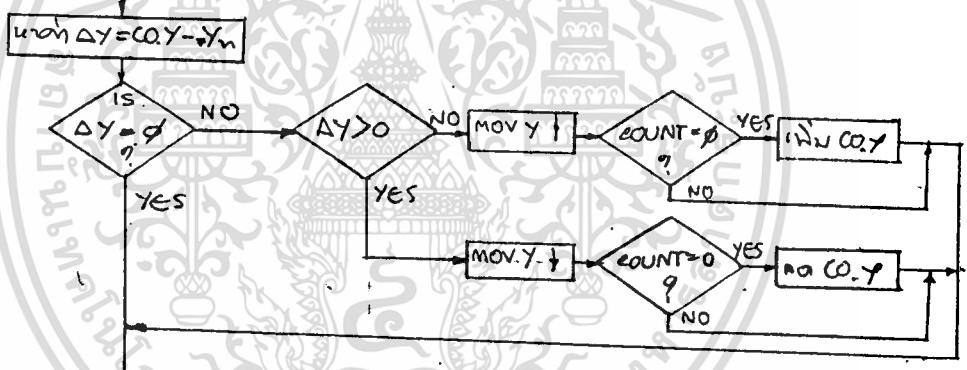 หาค่า ΔY = CO.Y - Yn
IS
ΔY = φ
?
NO
YES
ΔY>0
NO
YES
MOV Y ↑
COUNT = φ
?
YES
NO
เพิ่ม CO.Y
MOV.Y ↓
COUNT = 0
?
YES
NO
ลด CO.Y